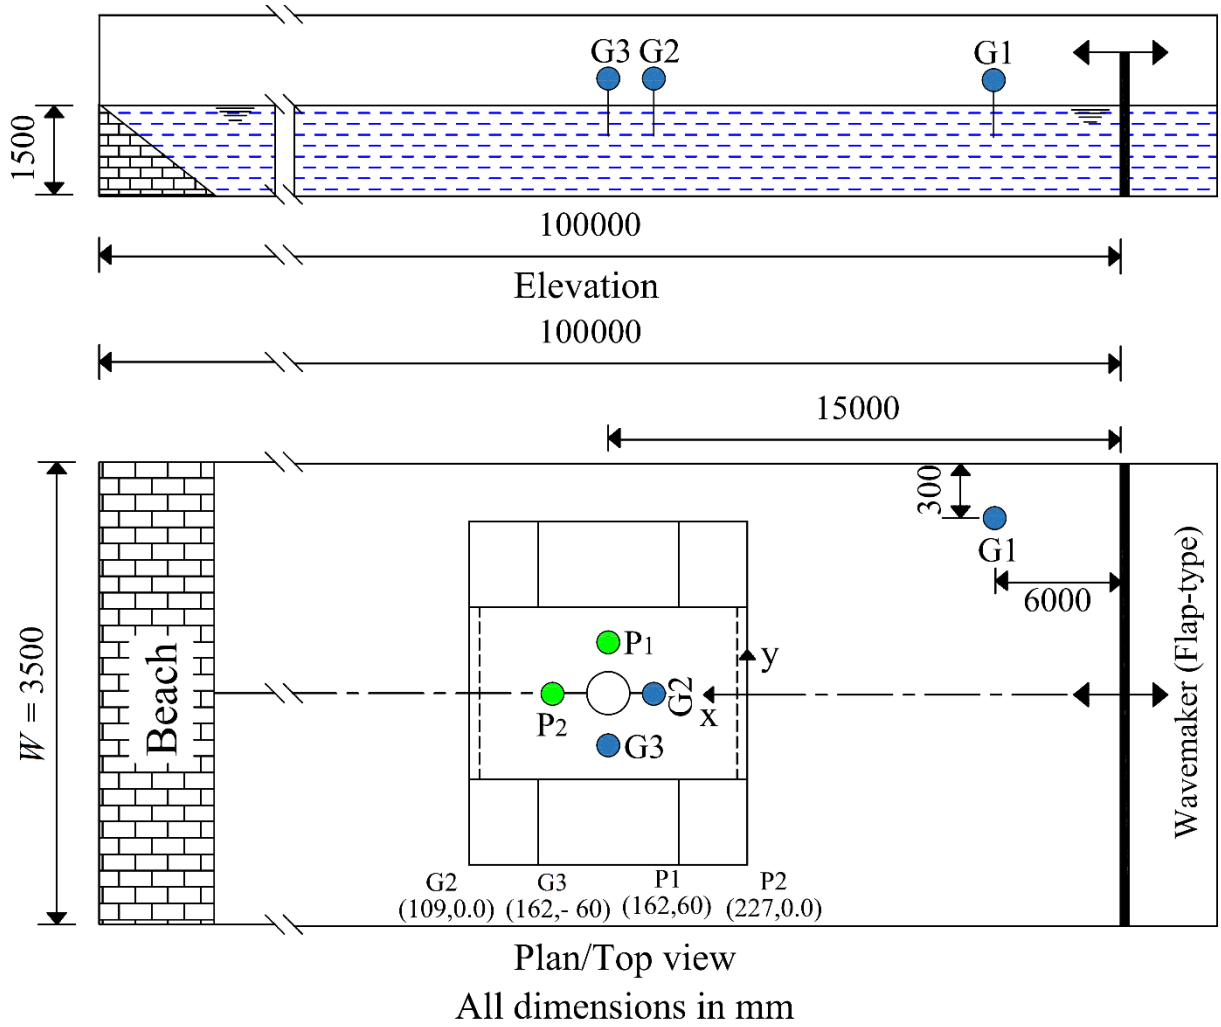 G3 G2
G1
1500
100000
Elevation
100000
15000
300
G1
6000
W = 3500
Beach
P1
P2
G2
G3
x
y
Wavemaker (Flap-type)
G2 G3 P1 P2
(109,0.0) (162,- 60) (162,60) (227,0.0)
Plan/Top view
All dimensions in mm